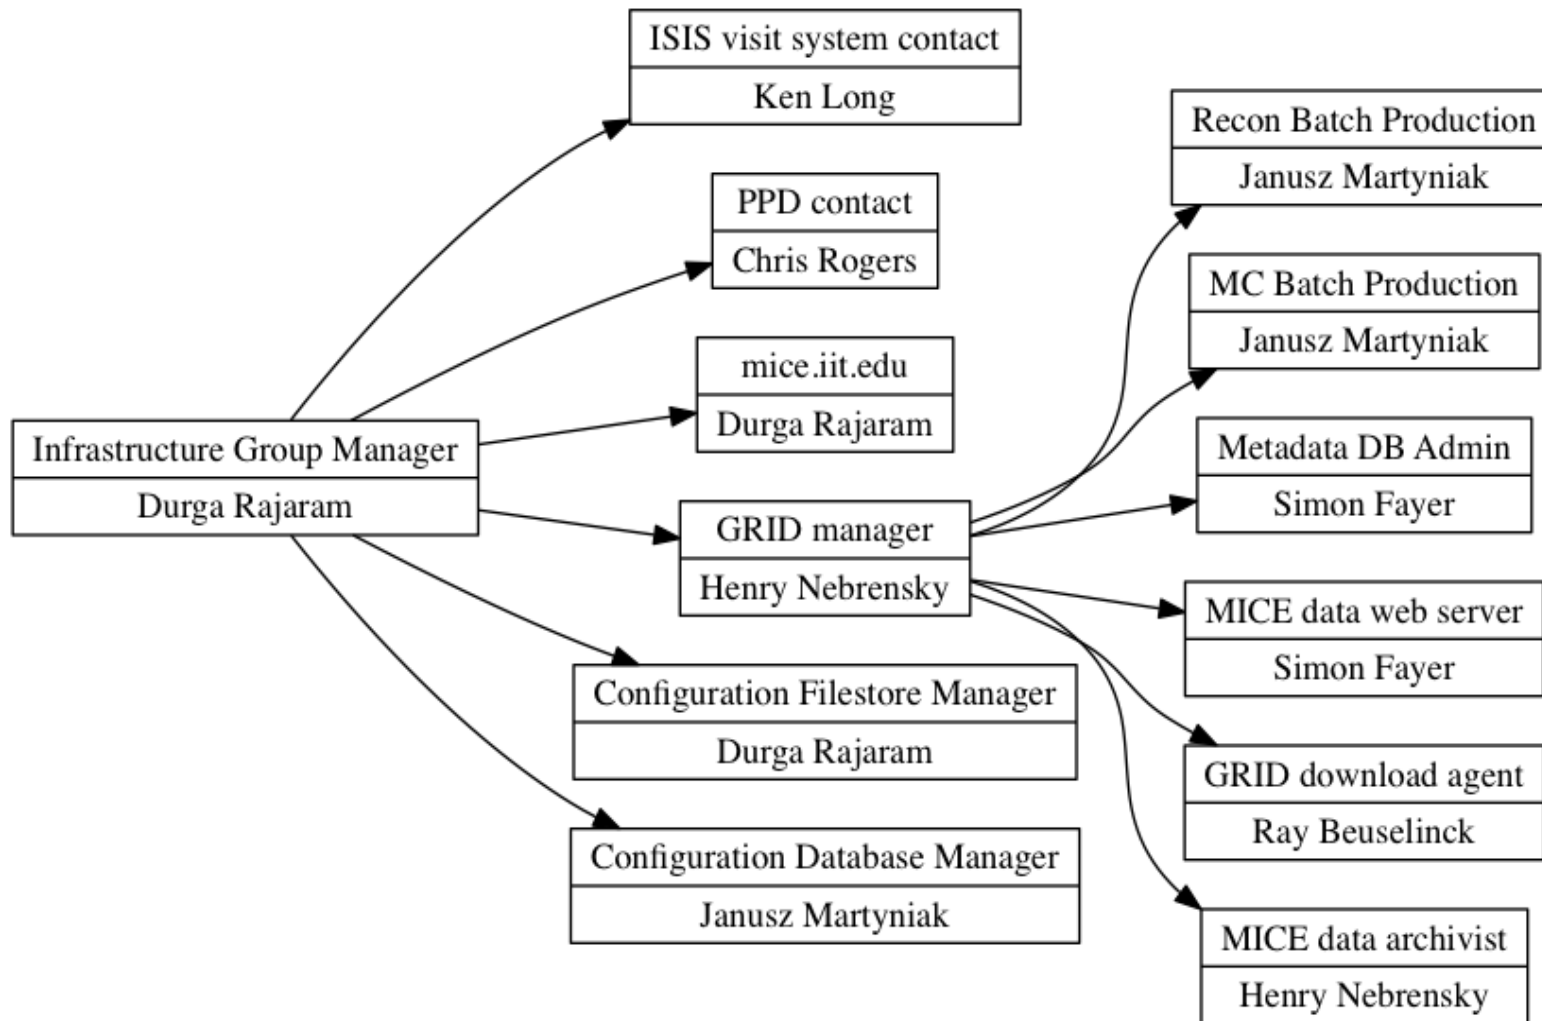 Infrastructure Group Manager
Durga Rajaram
ISIS visit system contact
Ken Long
PPD contact
Chris Rogers
mice.iit.edu
Durga Rajaram
GRID manager
Henry Nebrensky
Configuration Filestore Manager
Durga Rajaram
Configuration Database Manager
Janusz Martyniak
Recon Batch Production
Janusz Martyniak
MC Batch Production
Janusz Martyniak
Metadata DB Admin
Simon Fayer
MICE data web server
Simon Fayer
GRID download agent
Ray Beuselinck
MICE data archivist
Henry Nebrensky